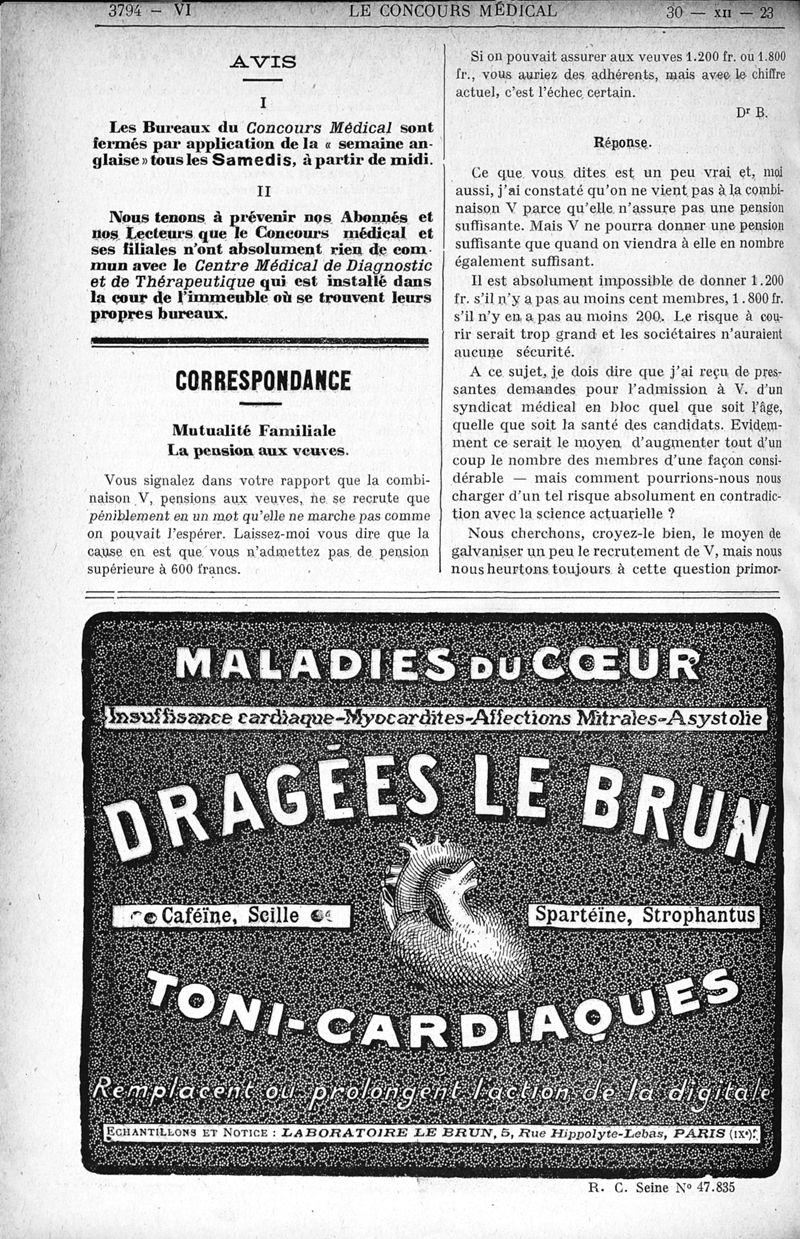 3794 — VI LE CONCOURS MÉDICAL 30 — XII — 23
AVIS
I
Les Bureaux du Concours Médical sont
fermés par application de la « semaine an-
glaise » tous les Samedis, à partir de midi.
II
Nous tenons à prévenir nos Abonnés et
nos Lecteurs que le Concours médical et
ses filiales n'ont absolument rien de com-
mun avec le Centre Médical de Diagnostic
et de Thérapeutique qui est installé dans
la cour de l'immeuble où se trouvent leurs
propres bureaux.
CORRESPONDANCE
Mutualité Familiale
La pension aux veuves.
Vous signalez dans votre rapport que la combi-
naison V, pensions aux veuves, ne se recrute que
péniblement en un mot qu'elle ne marche pas comme
on pouvait l'espérer. Laissez-moi vous dire que la
cause en est que vous n'admettez pas de pension
supérieure à 600 francs.
Si on pouvait assurer aux veuves 1.200 fr. ou 1.800
fr., vous auriez des adhérents, mais avec le chiffre
actuel, c'est l'échec certain.
Dr B.
Réponse.
Ce que vous dites est un peu vrai et, moi
aussi, j'ai constaté qu'on ne vient pas à la combi-
naison V parce qu'elle n'assure pas une pension
suffisante. Mais V ne pourra donner une pension
suffisante que quand on viendra à elle en nombre
également suffisant.
Il est absolument impossible de donner 1.200
fr. s'il n'y a pas au moins cent membres, 1.800 fr.
s'il n'y en a pas au moins 200. Le risque à cou-
rir serait trop grand et les sociétaires n'auraient
aucune sécurité.
A ce sujet, je dois dire que j'ai reçu de pres-
santes demandes pour l'admission à V. d'un
syndicat médical en bloc quel que soit l'âge,
quelle que soit la santé des candidats. Evidem-
ment ce serait le moyen d'augmenter tout d'un
coup le nombre des membres d'une façon consi-
dérable — mais comment pourrions-nous nous
charger d'un tel risque absolument en contradic-
tion avec la science actuarielle ?
Nous cherchons, croyez-le bien, le moyen de
galvaniser un peu le recrutement de V, mais nous
nous heurtons toujours à cette question primor-
MALADIES DU CŒUR
Insuffisance cardiaque-Myocardites-Affections Mitrales-Asystolie
DRAGÉES LE BRUN
Caféïne, Scille
Spartéïne, Strophantus
TONI-CARDIAQUES
Remplacent ou prolongent l'action de la digitale
ECHANTILLONS ET NOTICE : LABORATOIRE LE BRUN, 5, Rue Hippolyte-Lebas, PARIS (IXe).
R. C. Seine No 47.835